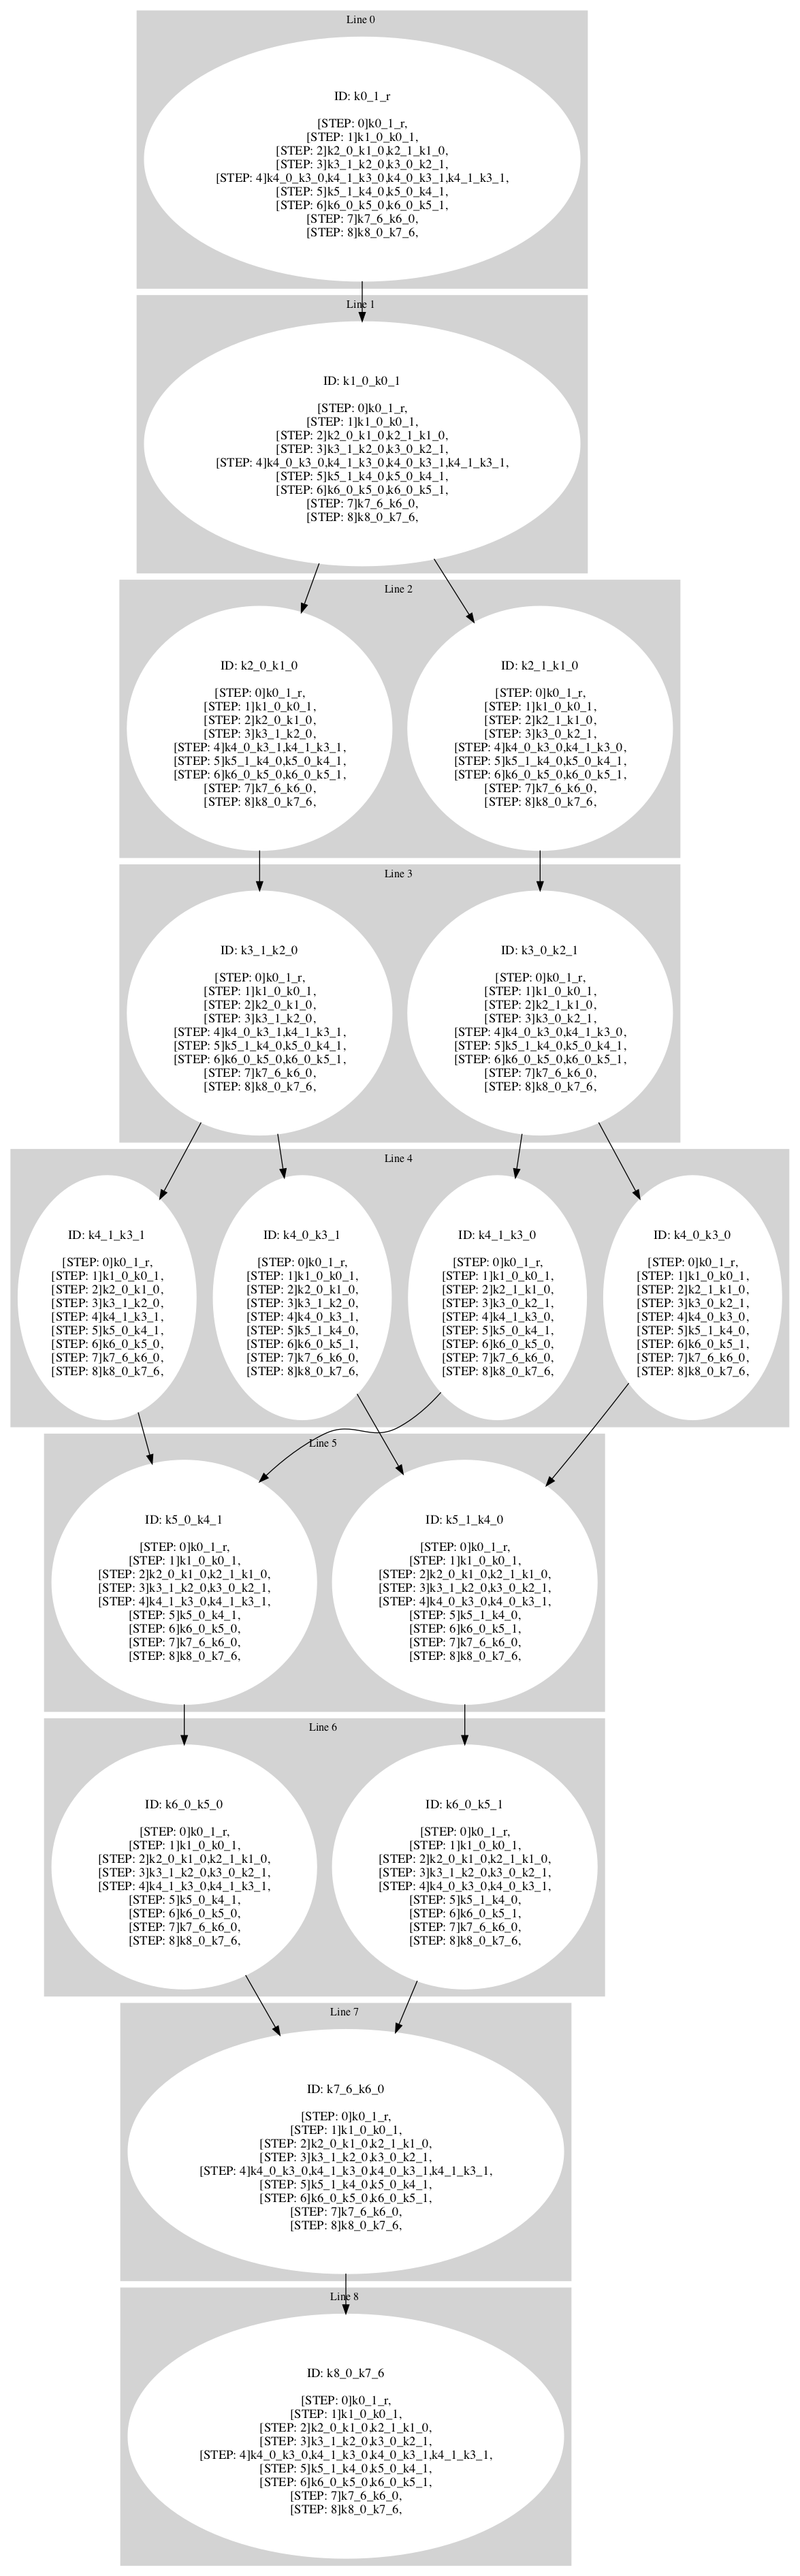 Line 0
ID: k0_1_r
[STEP: 0]k0_1_r,
[STEP: 1]k1_0_k0_1,
[STEP: 2]k2_0_k1_0,k2_1_k1_0,
[STEP: 3]k3_1_k2_0,k3_0_k2_1,
[STEP: 4]k4_0_k3_0,k4_1_k3_0,k4_0_k3_1,k4_1_k3_1,
[STEP: 5]k5_1_k4_0,k5_0_k4_1,
[STEP: 6]k6_0_k5_0,k6_0_k5_1,
[STEP: 7]k7_6_k6_0,
[STEP: 8]k8_0_k7_6,
Line 1
ID: k1_0_k0_1
[STEP: 0]k0_1_r,
[STEP: 1]k1_0_k0_1,
[STEP: 2]k2_0_k1_0,k2_1_k1_0,
[STEP: 3]k3_1_k2_0,k3_0_k2_1,
[STEP: 4]k4_0_k3_0,k4_1_k3_0,k4_0_k3_1,k4_1_k3_1,
[STEP: 5]k5_1_k4_0,k5_0_k4_1,
[STEP: 6]k6_0_k5_0,k6_0_k5_1,
[STEP: 7]k7_6_k6_0,
[STEP: 8]k8_0_k7_6,
Line 2
ID: k2_0_k1_0
[STEP: 0]k0_1_r,
[STEP: 1]k1_0_k0_1,
[STEP: 2]k2_0_k1_0,
[STEP: 3]k3_1_k2_0,
[STEP: 4]k4_0_k3_1,k4_1_k3_1,
[STEP: 5]k5_1_k4_0,k5_0_k4_1,
[STEP: 6]k6_0_k5_0,k6_0_k5_1,
[STEP: 7]k7_6_k6_0,
[STEP: 8]k8_0_k7_6,
ID: k2_1_k1_0
[STEP: 0]k0_1_r,
[STEP: 1]k1_0_k0_1,
[STEP: 2]k2_1_k1_0,
[STEP: 3]k3_0_k2_1,
[STEP: 4]k4_0_k3_0,k4_1_k3_0,
[STEP: 5]k5_1_k4_0,k5_0_k4_1,
[STEP: 6]k6_0_k5_0,k6_0_k5_1,
[STEP: 7]k7_6_k6_0,
[STEP: 8]k8_0_k7_6,
Line 3
ID: k3_1_k2_0
[STEP: 0]k0_1_r,
[STEP: 1]k1_0_k0_1,
[STEP: 2]k2_0_k1_0,
[STEP: 3]k3_1_k2_0,
[STEP: 4]k4_0_k3_1,k4_1_k3_1,
[STEP: 5]k5_1_k4_0,k5_0_k4_1,
[STEP: 6]k6_0_k5_0,k6_0_k5_1,
[STEP: 7]k7_6_k6_0,
[STEP: 8]k8_0_k7_6,
ID: k3_0_k2_1
[STEP: 0]k0_1_r,
[STEP: 1]k1_0_k0_1,
[STEP: 2]k2_1_k1_0,
[STEP: 3]k3_0_k2_1,
[STEP: 4]k4_0_k3_0,k4_1_k3_0,
[STEP: 5]k5_1_k4_0,k5_0_k4_1,
[STEP: 6]k6_0_k5_0,k6_0_k5_1,
[STEP: 7]k7_6_k6_0,
[STEP: 8]k8_0_k7_6,
Line 4
ID: k4_1_k3_1
[STEP: 0]k0_1_r,
[STEP: 1]k1_0_k0_1,
[STEP: 2]k2_0_k1_0,
[STEP: 3]k3_1_k2_0,
[STEP: 4]k4_1_k3_1,
[STEP: 5]k5_0_k4_1,
[STEP: 6]k6_0_k5_0,
[STEP: 7]k7_6_k6_0,
[STEP: 8]k8_0_k7_6,
ID: k4_0_k3_1
[STEP: 0]k0_1_r,
[STEP: 1]k1_0_k0_1,
[STEP: 2]k2_0_k1_0,
[STEP: 3]k3_1_k2_0,
[STEP: 4]k4_0_k3_1,
[STEP: 5]k5_1_k4_0,
[STEP: 6]k6_0_k5_1,
[STEP: 7]k7_6_k6_0,
[STEP: 8]k8_0_k7_6,
ID: k4_1_k3_0
[STEP: 0]k0_1_r,
[STEP: 1]k1_0_k0_1,
[STEP: 2]k2_1_k1_0,
[STEP: 3]k3_0_k2_1,
[STEP: 4]k4_1_k3_0,
[STEP: 5]k5_0_k4_1,
[STEP: 6]k6_0_k5_0,
[STEP: 7]k7_6_k6_0,
[STEP: 8]k8_0_k7_6,
ID: k4_0_k3_0
[STEP: 0]k0_1_r,
[STEP: 1]k1_0_k0_1,
[STEP: 2]k2_1_k1_0,
[STEP: 3]k3_0_k2_1,
[STEP: 4]k4_0_k3_0,
[STEP: 5]k5_1_k4_0,
[STEP: 6]k6_0_k5_1,
[STEP: 7]k7_6_k6_0,
[STEP: 8]k8_0_k7_6,
Line 5
ID: k5_0_k4_1
[STEP: 0]k0_1_r,
[STEP: 1]k1_0_k0_1,
[STEP: 2]k2_0_k1_0,k2_1_k1_0,
[STEP: 3]k3_1_k2_0,k3_0_k2_1,
[STEP: 4]k4_1_k3_0,k4_1_k3_1,
[STEP: 5]k5_0_k4_1,
[STEP: 6]k6_0_k5_0,
[STEP: 7]k7_6_k6_0,
[STEP: 8]k8_0_k7_6,
ID: k5_1_k4_0
[STEP: 0]k0_1_r,
[STEP: 1]k1_0_k0_1,
[STEP: 2]k2_0_k1_0,k2_1_k1_0,
[STEP: 3]k3_1_k2_0,k3_0_k2_1,
[STEP: 4]k4_0_k3_0,k4_0_k3_1,
[STEP: 5]k5_1_k4_0,
[STEP: 6]k6_0_k5_1,
[STEP: 7]k7_6_k6_0,
[STEP: 8]k8_0_k7_6,
Line 6
ID: k6_0_k5_0
[STEP: 0]k0_1_r,
[STEP: 1]k1_0_k0_1,
[STEP: 2]k2_0_k1_0,k2_1_k1_0,
[STEP: 3]k3_1_k2_0,k3_0_k2_1,
[STEP: 4]k4_1_k3_0,k4_1_k3_1,
[STEP: 5]k5_0_k4_1,
[STEP: 6]k6_0_k5_0,
[STEP: 7]k7_6_k6_0,
[STEP: 8]k8_0_k7_6,
ID: k6_0_k5_1
[STEP: 0]k0_1_r,
[STEP: 1]k1_0_k0_1,
[STEP: 2]k2_0_k1_0,k2_1_k1_0,
[STEP: 3]k3_1_k2_0,k3_0_k2_1,
[STEP: 4]k4_0_k3_0,k4_0_k3_1,
[STEP: 5]k5_1_k4_0,
[STEP: 6]k6_0_k5_1,
[STEP: 7]k7_6_k6_0,
[STEP: 8]k8_0_k7_6,
Line 7
ID: k7_6_k6_0
[STEP: 0]k0_1_r,
[STEP: 1]k1_0_k0_1,
[STEP: 2]k2_0_k1_0,k2_1_k1_0,
[STEP: 3]k3_1_k2_0,k3_0_k2_1,
[STEP: 4]k4_0_k3_0,k4_1_k3_0,k4_0_k3_1,k4_1_k3_1,
[STEP: 5]k5_1_k4_0,k5_0_k4_1,
[STEP: 6]k6_0_k5_0,k6_0_k5_1,
[STEP: 7]k7_6_k6_0,
[STEP: 8]k8_0_k7_6,
Line 8
ID: k8_0_k7_6
[STEP: 0]k0_1_r,
[STEP: 1]k1_0_k0_1,
[STEP: 2]k2_0_k1_0,k2_1_k1_0,
[STEP: 3]k3_1_k2_0,k3_0_k2_1,
[STEP: 4]k4_0_k3_0,k4_1_k3_0,k4_0_k3_1,k4_1_k3_1,
[STEP: 5]k5_1_k4_0,k5_0_k4_1,
[STEP: 6]k6_0_k5_0,k6_0_k5_1,
[STEP: 7]k7_6_k6_0,
[STEP: 8]k8_0_k7_6,